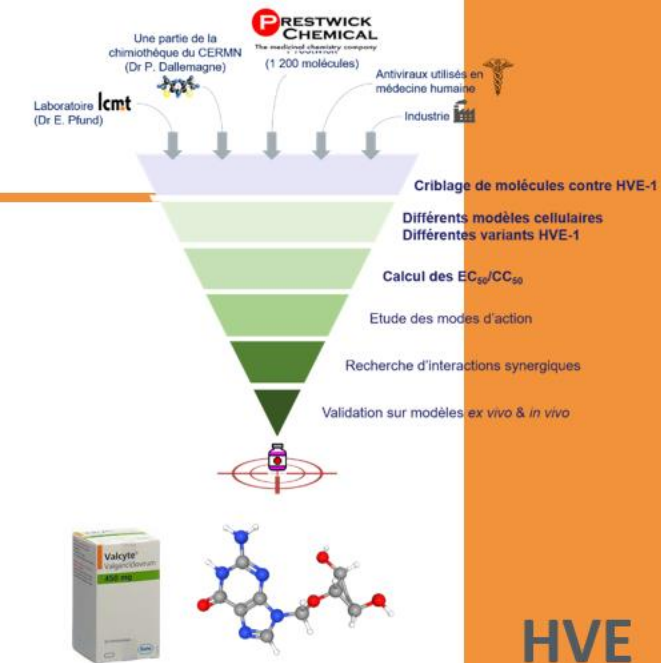 PRESTWICK
CHEMICAL
The medicinal chemistry company
Une partie de la
chimiothèque du CERMN
(Dr P. Dallemagne)
(1 200 molécules)
Antiviraux utilisés en
médecine humaine
Laboratoire lcmt
(Dr E. Pfund)
Industrie
Criblage de molécules contre HVE-1
Différents modèles cellulaires
Différentes variants HVE-1
Calcul des EC50/CC50
Etude des modes d'action
Recherche d'interactions synergiques
Validation sur modèles ex vivo & in vivo
Valcyte
Valganciclovirum
450 mg
Roche
HVE